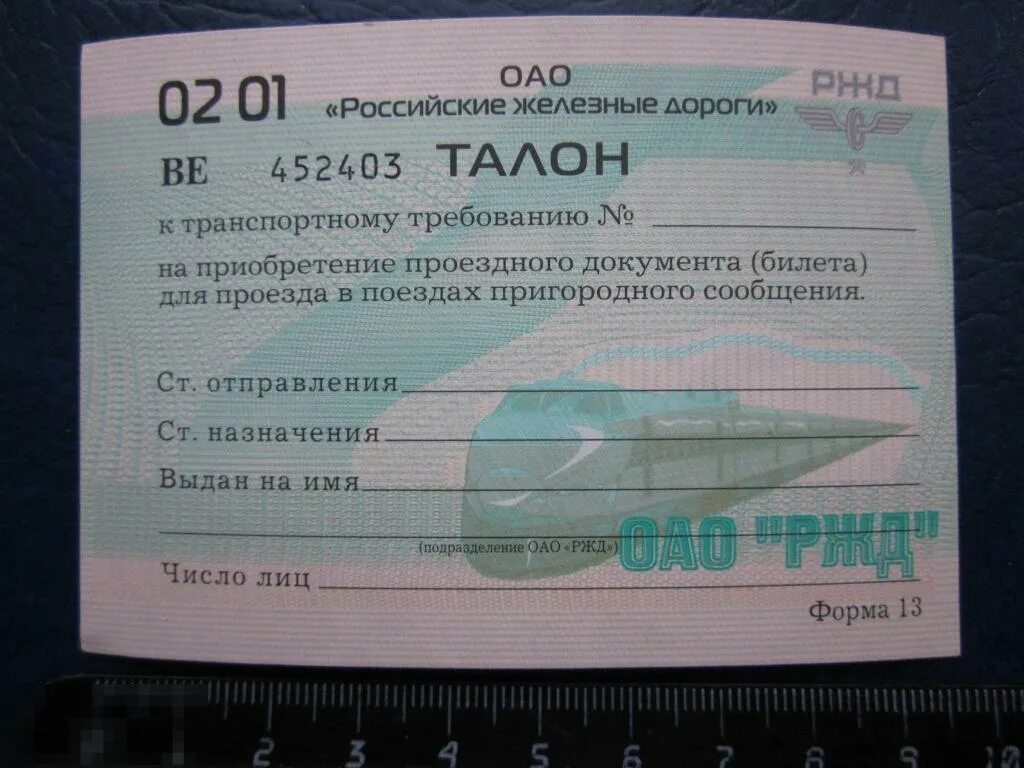 02 01
ОАО
«Российские железные дороги»
РЖД
ВЕ 452403 ТАЛОН
к транспортному требованию №
на приобретение проездного документа (билета)
для проезда в поездах пригородного сообщения.
Ст. отправления
Ст. назначения
Выдан на имя
(подразделение ОАО «РЖД»)
ОАО "РЖД"
Число лиц
Форма 13
2 3 4 5 6 7 8 9 10